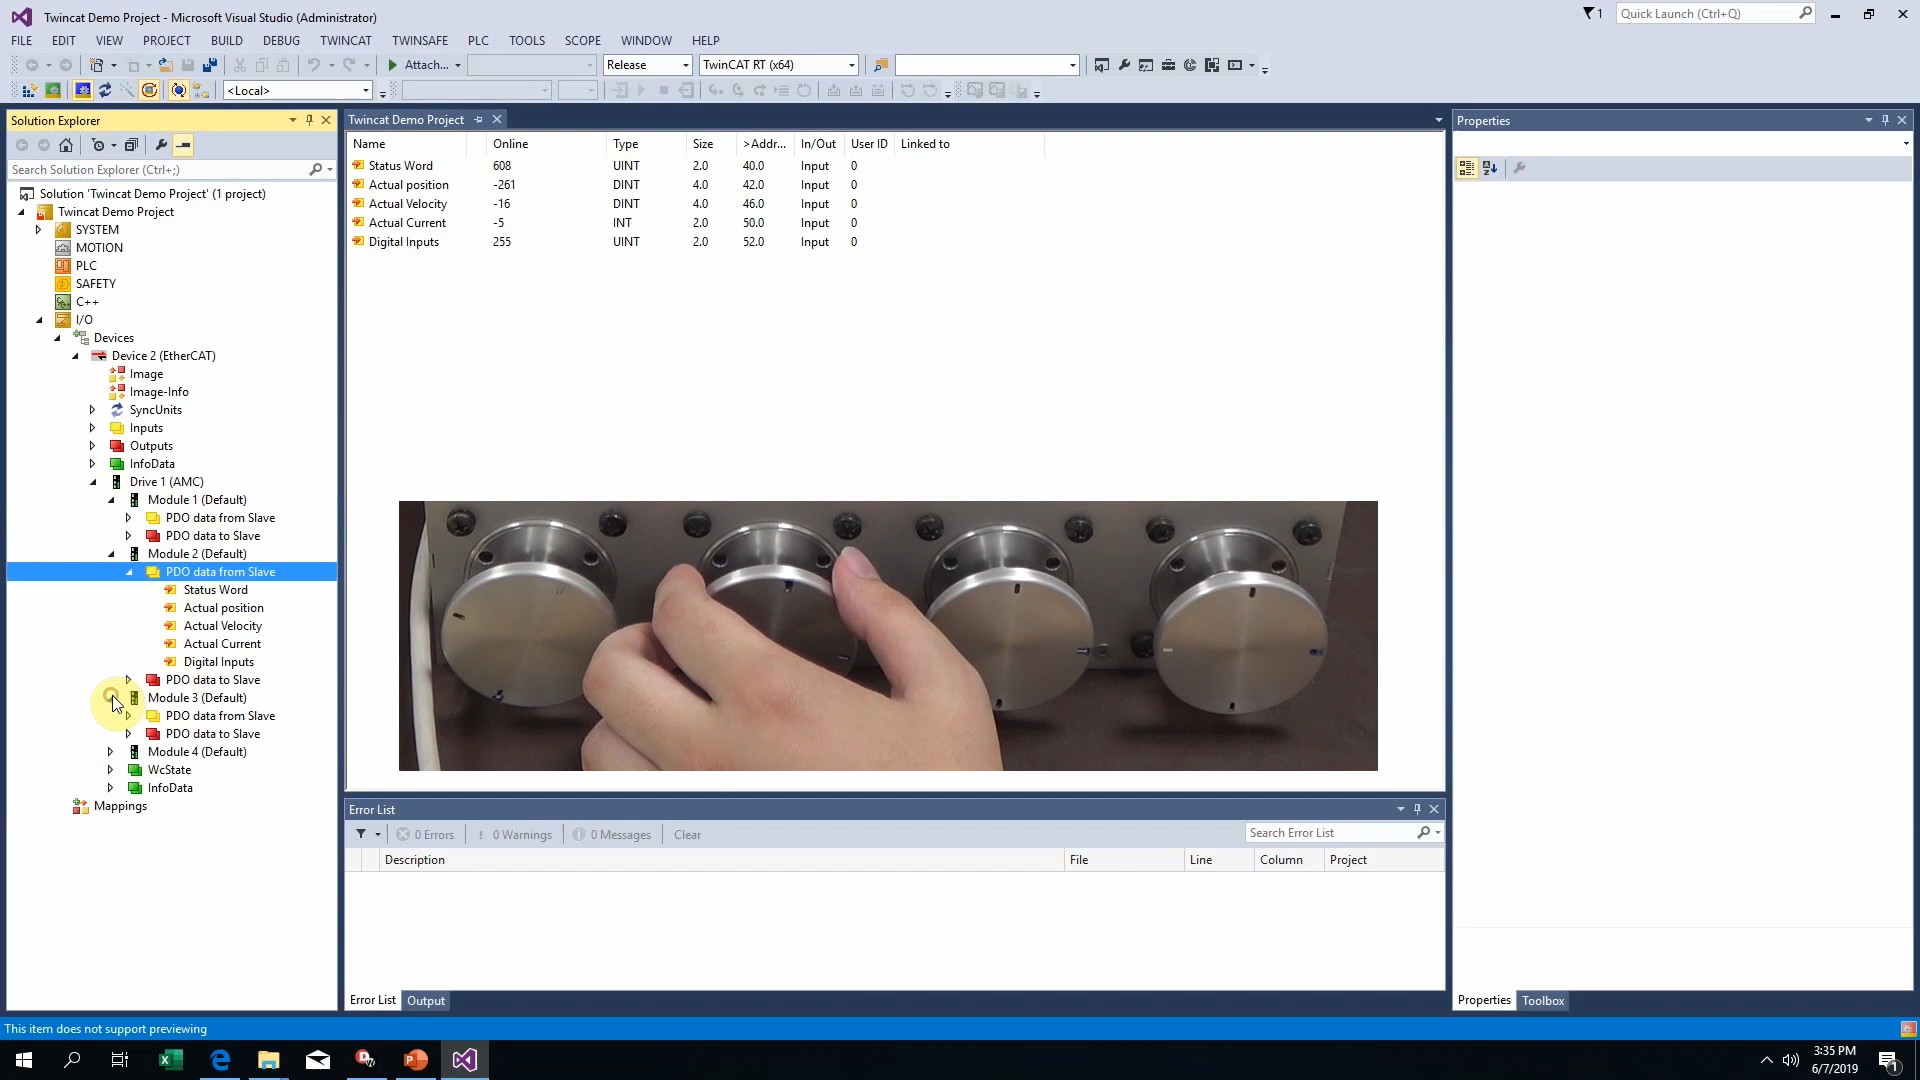 Twincat Demo Project - Microsoft Visual Studio (Administrator)
1
Quick Launch (Ctrl+Q)
FILE EDIT VIEW PROJECT BUILD DEBUG TWINCAT TWINSAFE PLC TOOLS SCOPE WINDOW HELP
Attach... Release TwinCAT RT (x64)
<Local>
Solution Explorer
Search Solution Explorer (Ctrl+;)
Solution 'Twincat Demo Project' (1 project)
Twincat Demo Project
SYSTEM
MOTION
PLC
SAFETY
C++
I/O
Devices
Device 2 (EtherCAT)
Image
Image-Info
SyncUnits
Inputs
Outputs
InfoData
Drive 1 (AMC)
Module 1 (Default)
PDO data from Slave
PDO data to Slave
Module 2 (Default)
PDO data from Slave
Status Word
Actual position
Actual Velocity
Actual Current
Digital Inputs
PDO data to Slave
Module 3 (Default)
PDO data from Slave
PDO data to Slave
Module 4 (Default)
WcState
InfoData
Mappings
Twincat Demo Project
Name Online Type Size >Addr... In/Out User ID Linked to
Status Word 608 UINT 2.0 40.0 Input 0
Actual position -261 DINT 4.0 42.0 Input 0
Actual Velocity -16 DINT 4.0 46.0 Input 0
Actual Current -5 INT 2.0 50.0 Input 0
Digital Inputs 255 UINT 2.0 52.0 Input 0
Error List
0 Errors 0 Warnings 0 Messages Clear
Search Error List
Description File Line Column Project
Error List Output
Properties
Properties Toolbox
This item does not support previewing
3:35 PM
6/7/2019
1